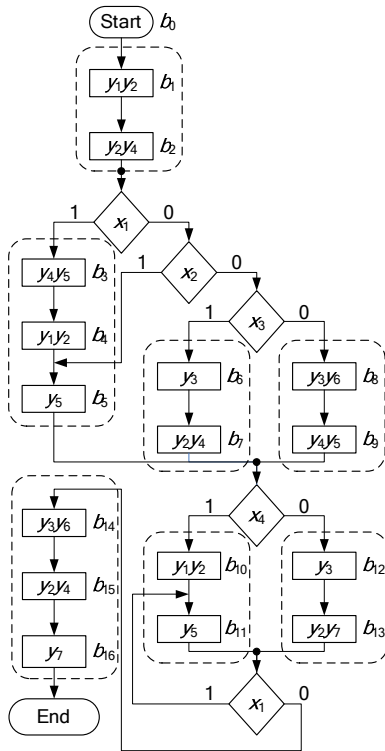 Start b₀
y₁y₂ b₁
y₂y₄ b₂
x₁
1 0
y₄y₅ b₃
x₂
1 0
y₁y₂ b₄
x₃
1 0
y₅ b₅
y₃ b₆
y₃y₆ b₈
y₂y₄ b₇
y₄y₅ b₉
x₄
1 0
y₃y₆ b₁₄
y₁y₂ b₁₀
y₃ b₁₂
y₂y₄ b₁₅
y₅ b₁₁
y₂y₇ b₁₃
y₇ b₁₆
x₁
1 0
End